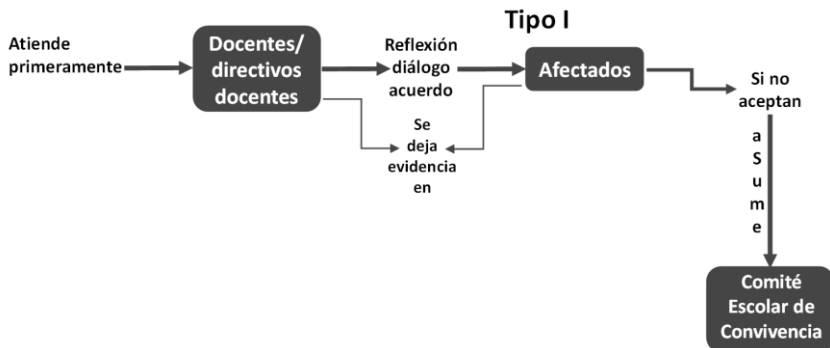 Tipo I
Atiende
primeramente
Docentes/
directivos
docentes
Reflexión
diálogo
acuerdo
Afectados
Si no
aceptan
Se
deja
evidencia
en
a
S
u
m
e
Comité
Escolar de
Convivencia